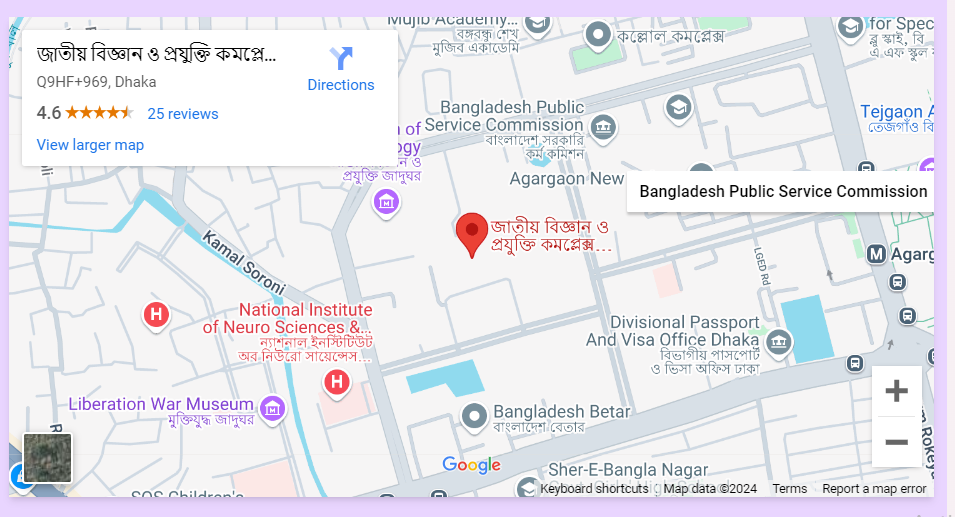 Mujib Academy...
বঙ্গবন্ধু শেখ
মুজিব একাডেমি
কল্লোল কমপ্লেক্স
for Spec
ব্লু স্কাই, বি
এ.এফ স্কুল
জাতীয় বিজ্ঞান ও প্রযুক্তি কমপ্লে...
Directions
Q9HF+969, Dhaka
4.6
25 reviews
View larger map
Bangladesh Public
Service Commission
বাংলাদেশ সরকারি
কর্ম কমিশন
Tejgaon A
তেজগাঁও বি
of
ogy
ও
প্রযুক্তি জাদুঘর
Agargaon New
Bangladesh Public Service Commission
জাতীয় বিজ্ঞান ও
প্রযুক্তি কমপ্লেক্স...
Kamal Soroni
M
Agarg
LGED Rd
H
National Institute
of Neuro Sciences &...
ন্যাশনাল ইনস্টিটিউট
অব নিউরো সায়েন্সেস...
H
Divisional Passport
And Visa Office Dhaka
বিভাগীয় পাসপোর্ট
ও ভিসা অফিস ঢাকা
Liberation War Museum
মুক্তিযুদ্ধ জাদুঘর
Bangladesh Betar
বাংলাদেশ বেতার
Rokey
Google
Sher-E-Bangla Nagar
SOS Children's
Keyboard shortcuts
Map data ©2024
Terms
Report a map error